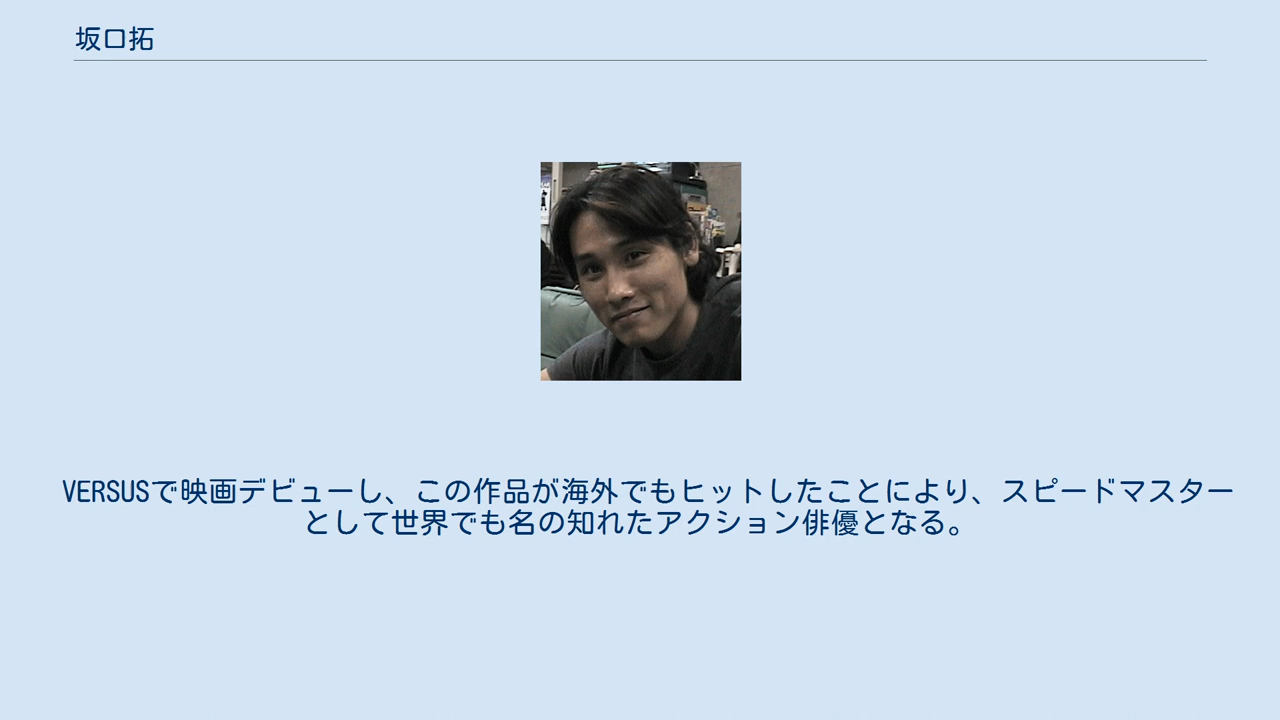 坂口拓
VERSUSで映画デビューし、この作品が海外でもヒットしたことにより、スピードマスター
として世界でも名の知れたアクション俳優となる。